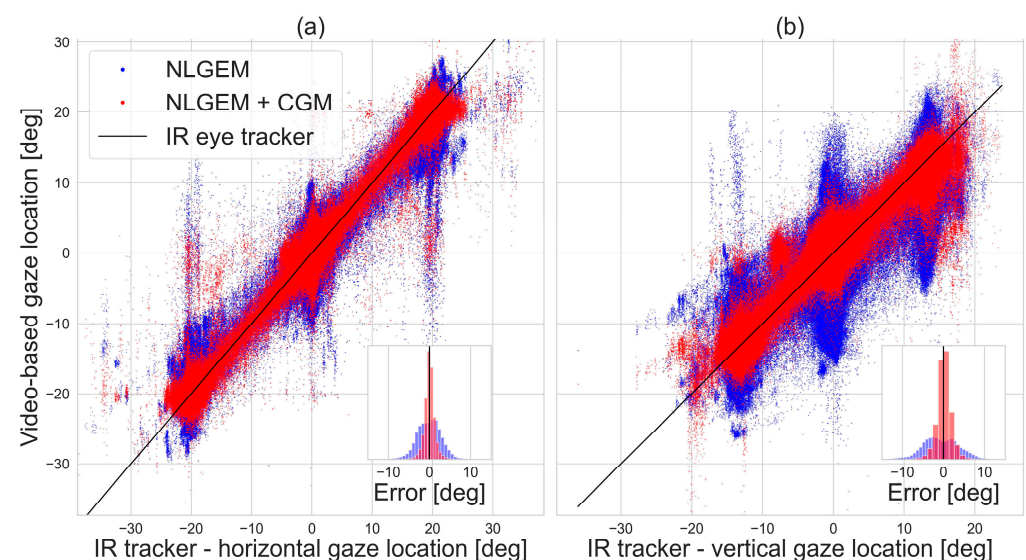 (a) (b)
Video-based gaze location [deg]
30
20
10
0
−10
−20
−30
NLGEM
NLGEM + CGM
IR eye tracker
−10 0 10
Error [deg]
−10 0 10
Error [deg]
−30 −20 −10 0 10 20 30
−30 −20 −10 0 10 20
IR tracker - horizontal gaze location [deg]
IR tracker - vertical gaze location [deg]